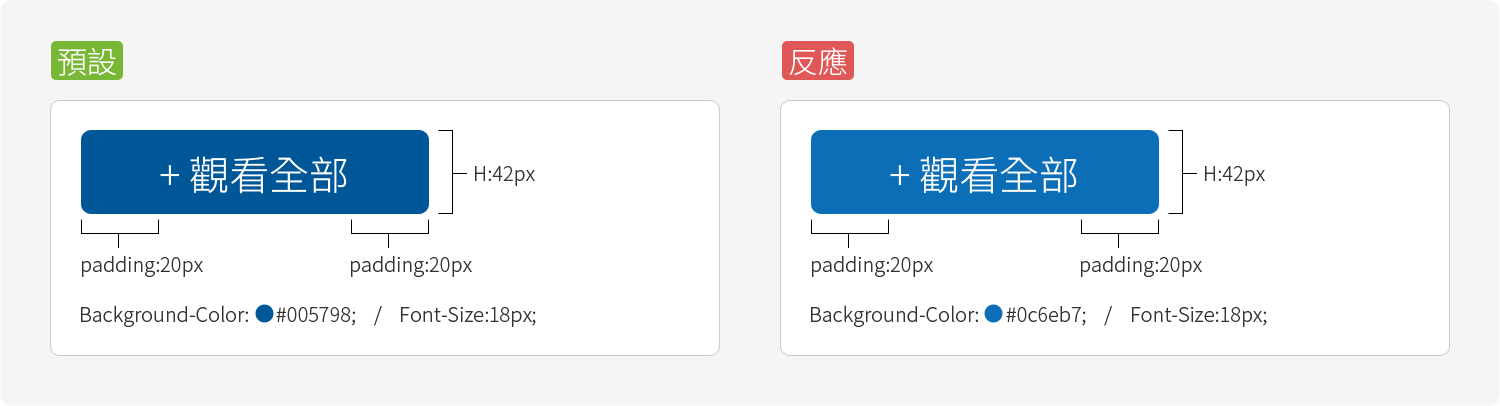 預設
+ 觀看全部
H:42px
padding:20px
padding:20px
Background-Color: #005798; / Font-Size:18px;
反應
+ 觀看全部
H:42px
padding:20px
padding:20px
Background-Color: #0c6eb7; / Font-Size:18px;